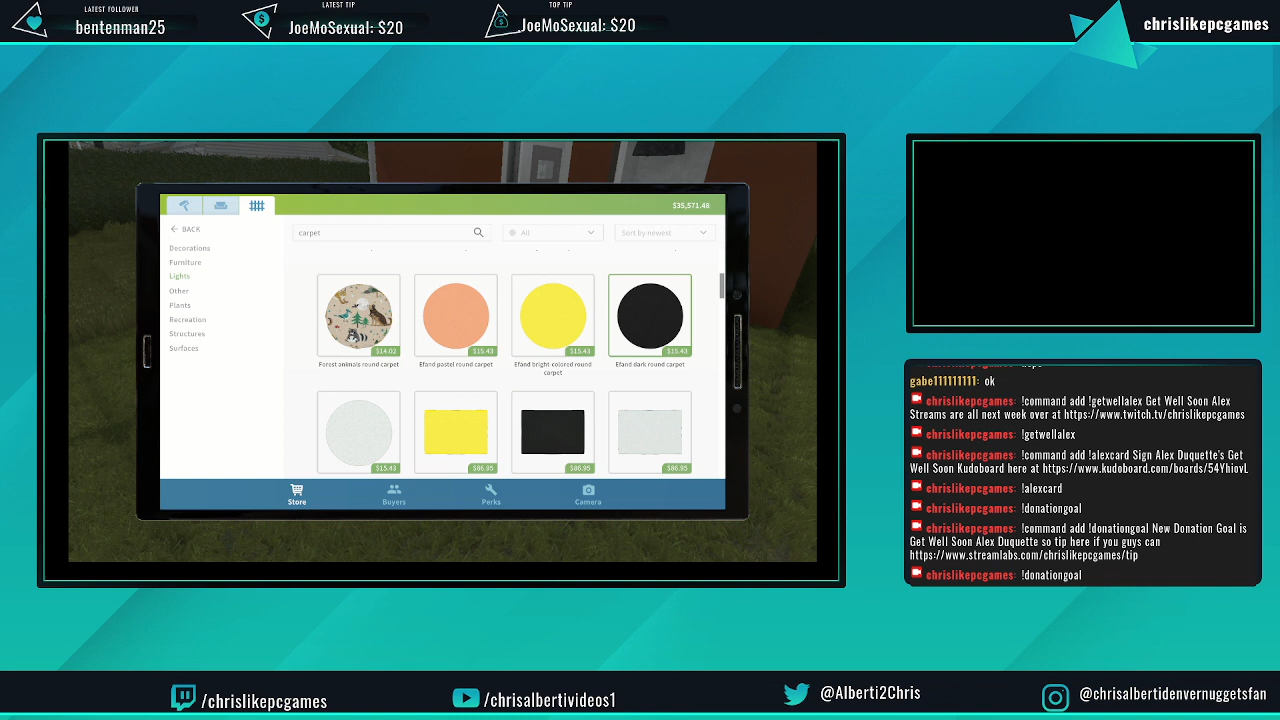 LATEST FOLLOWER
bentenman25
LATEST TIP
JoeMoSexual: $20
TOP TIP
JoeMoSexual: $20
chrislikepcgames
$35,571.48
BACK
Decorations
Furniture
Lights
Other
Plants
Recreation
Structures
Surfaces
carpet
All
Sort by newest
$14.02
$15.43
$15.43
$15.43
Forest animals round carpet
Efand pastel round carpet
Efand bright colored round
carpet
Efand dark round carpet
$15.43
$86.95
$86.95
$86.95
Store
Buyers
Perks
Camera
gabe111111111: ok
chrislikepcgames: !command add !getwellalex Get Well Soon Alex
Streams are all next week over at https://www.twitch.tv/chrislikepcgames
chrislikepcgames: !getwellalex
chrislikepcgames: !command add !alexcard Sign Alex Duquette's Get
Well Soon Kudoboard here at https://www.kudoboard.com/boards/54YhiovL
chrislikepcgames: !alexcard
chrislikepcgames: !donationgoal
chrislikepcgames: !command add !donationgoal New Donation Goal is
Get Well Soon Alex Duquette so tip here if you guys can
https://www.streamlabs.com/chrislikepcgames/tip
chrislikepcgames: !donationgoal
/chrislikepcgames
/chrisalbertivideos1
@Alberti2Chris
@chrisalbertidenvernuggetsfan